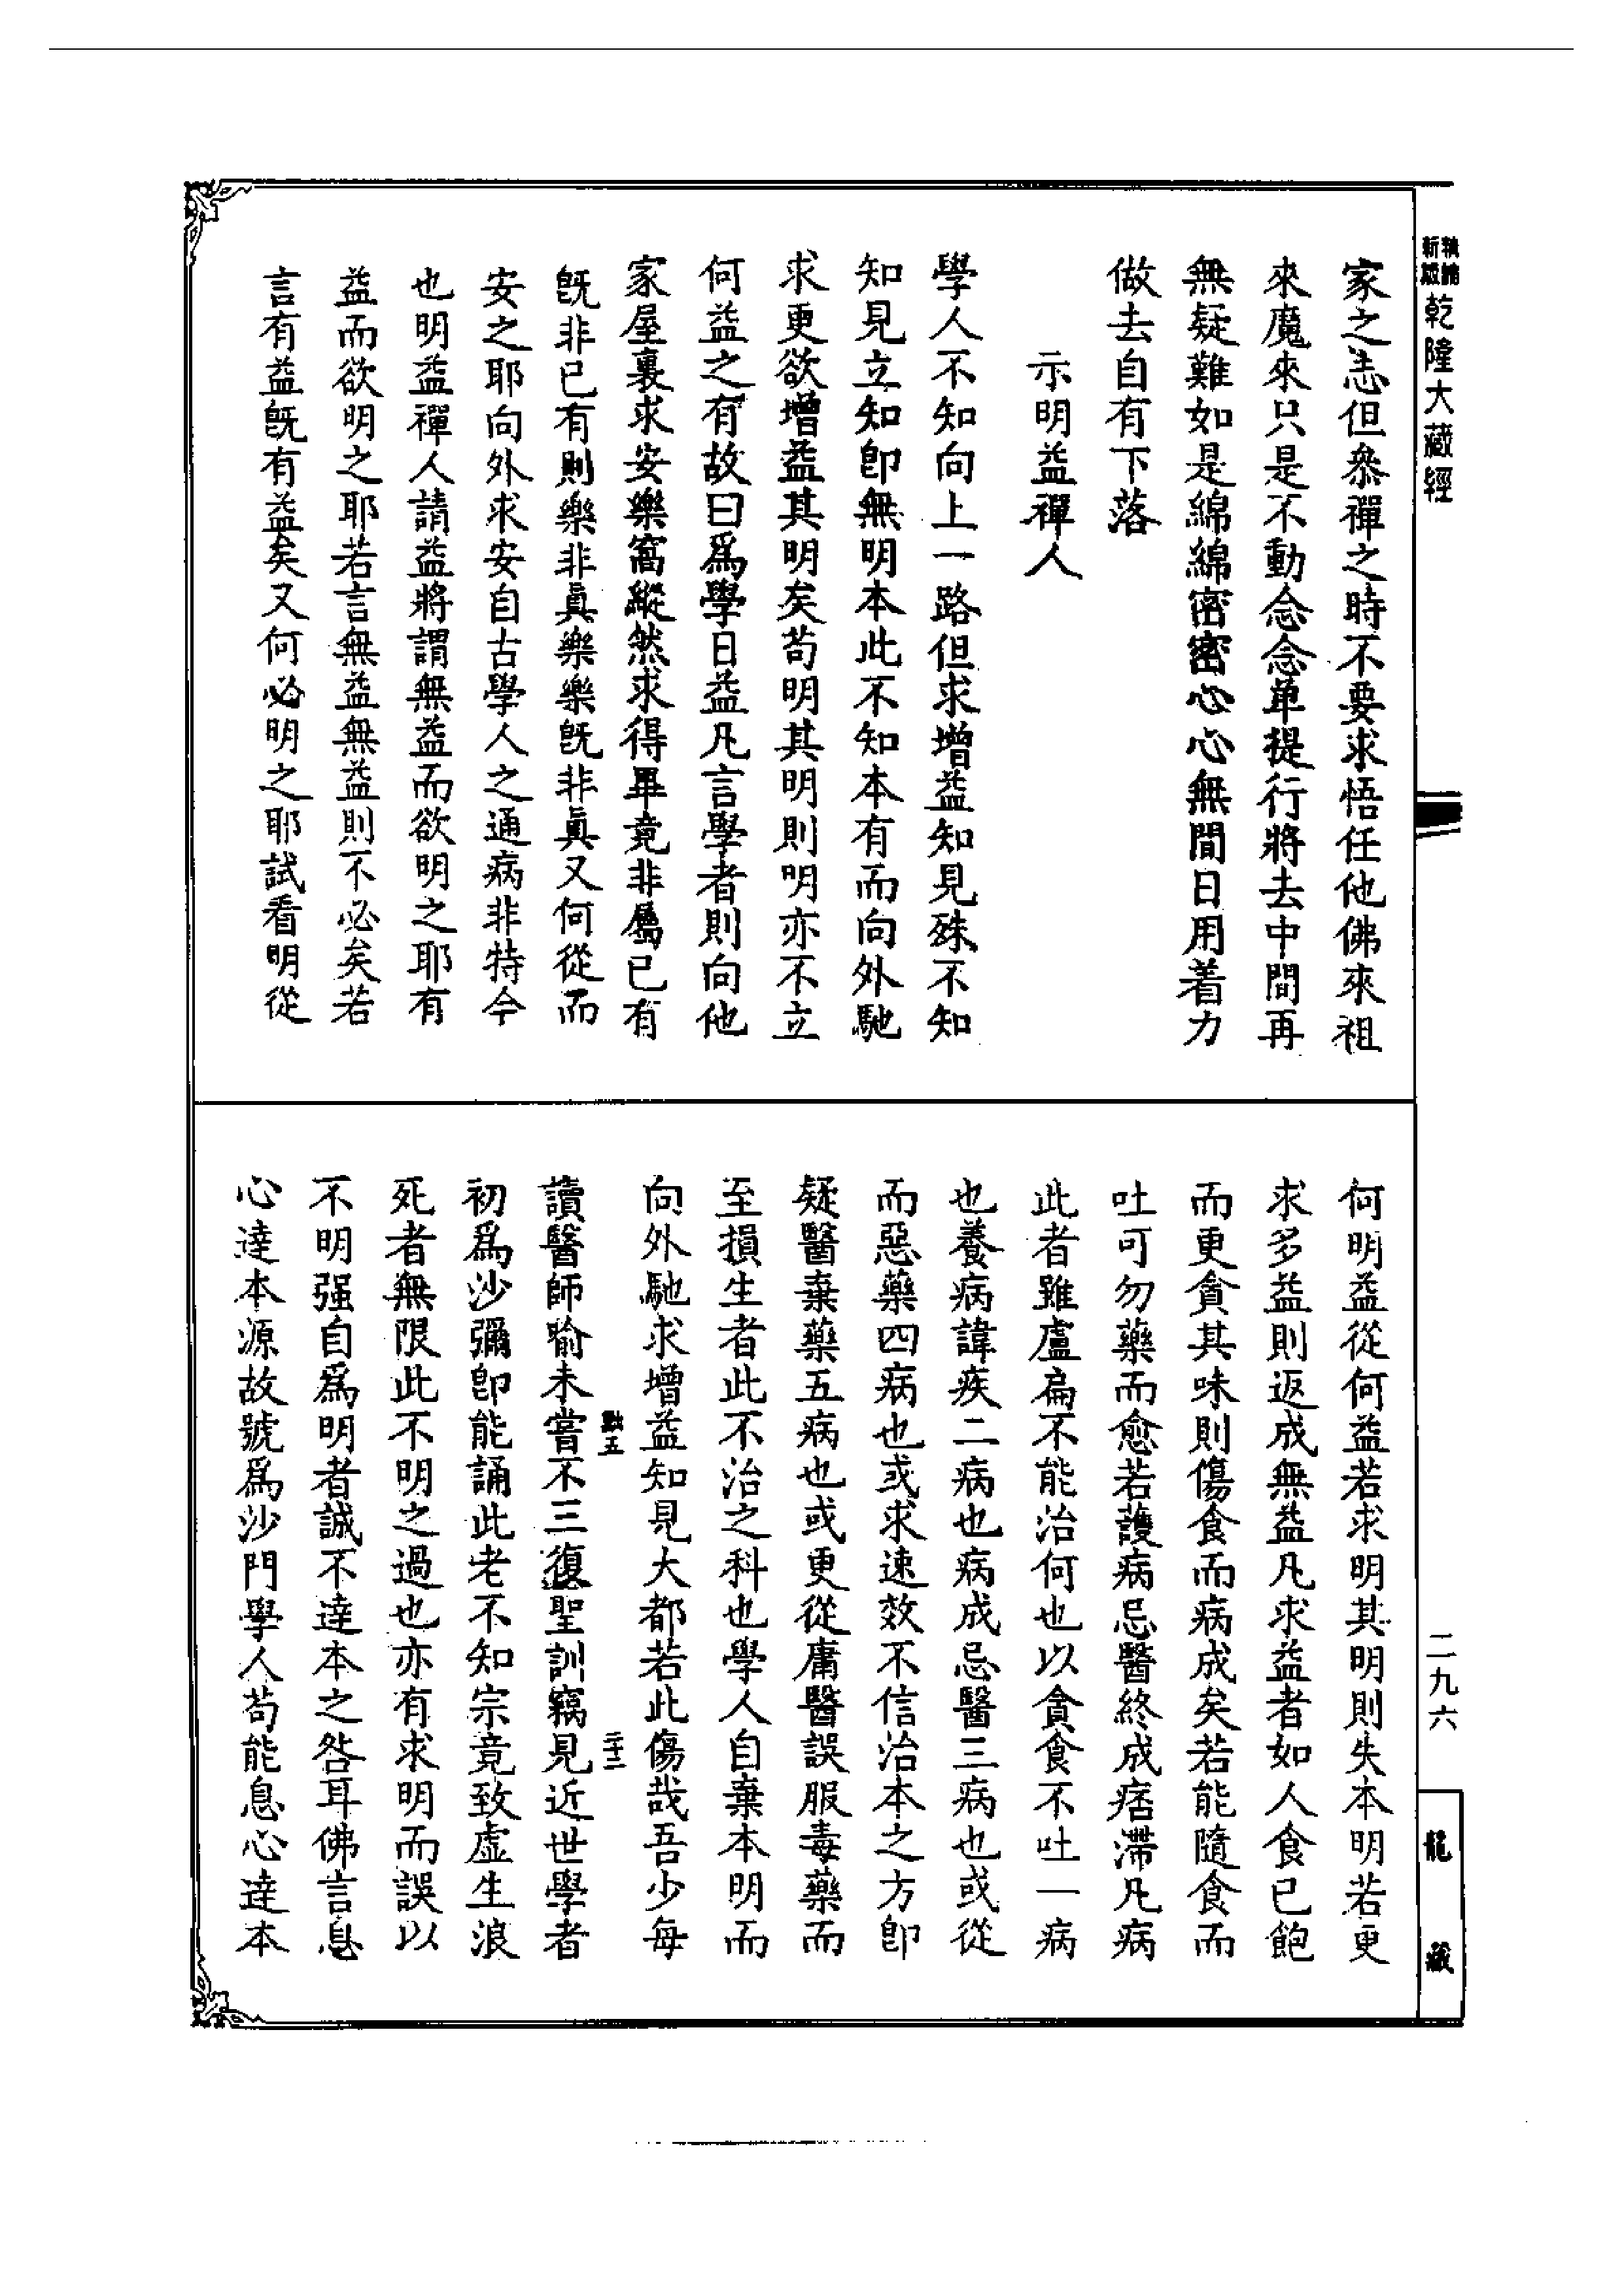 新編縮版 乾隆大藏經
家之志但叅禪之時不要求悟任他佛來祖
來魔來只是不動念念单提行將去中間再
無疑難如是綿綿密密心心無間日用着力
做去自有下落
示明益禪人
學人不知向上一路但求增益知見殊不知
知見立知卽無明本此不知本有而向外馳
求更欲增益其明矣苟明其明則明亦不立
何益之有故曰爲學日益凡言學者則向他
家屋裏求安樂窩縱然求得畢竟非屬已有
旣非已有則樂非眞樂樂旣非眞又何從而
安之耶向外求安自古學人之通病非特今
也明益禪人請益將謂無益而欲明之耶有
益而欲明之耶若言無益無益則不必矣若
言有益旣有益矣又何必明之耶試看明從
何明益從何益若求明其明則失本明若更
求多益則返成無益凡求益者如人食已飽
而更貪其味則傷食而病成矣若能隨食而
吐可勿藥而愈若護病忌醫終成痞滯凡病
此者雖盧扁不能治何也以貪食不吐一病
也養病諱疾二病也病成忌醫三病也或從
而惡藥四病也或求速效不信治本之方卽
疑醫棄藥五病也或更從庸醫誤服毒藥而
至損生者此不治之科也學人自棄本明而
向外馳求增益知見大都若此傷哉吾少每
讀醫師喻未嘗不三復聖訓竊見近世學者
初爲沙彌卽能誦此老不知宗竟致虛生浪
死者無限此不明之過也亦有求明而誤以
不明强自爲明者誠不達本之咎耳佛言息
心達本源故號爲沙門學人苟能息心達本
二九六
龍藏